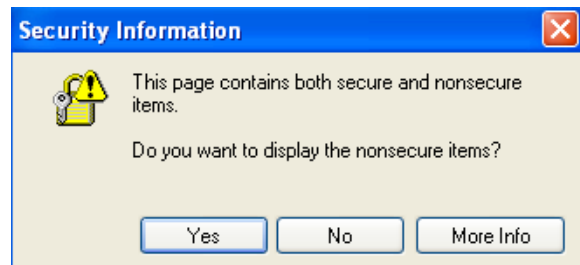 Security Information
This page contains both secure and nonsecure
items.
Do you want to display the nonsecure items?
Yes
No
More Info